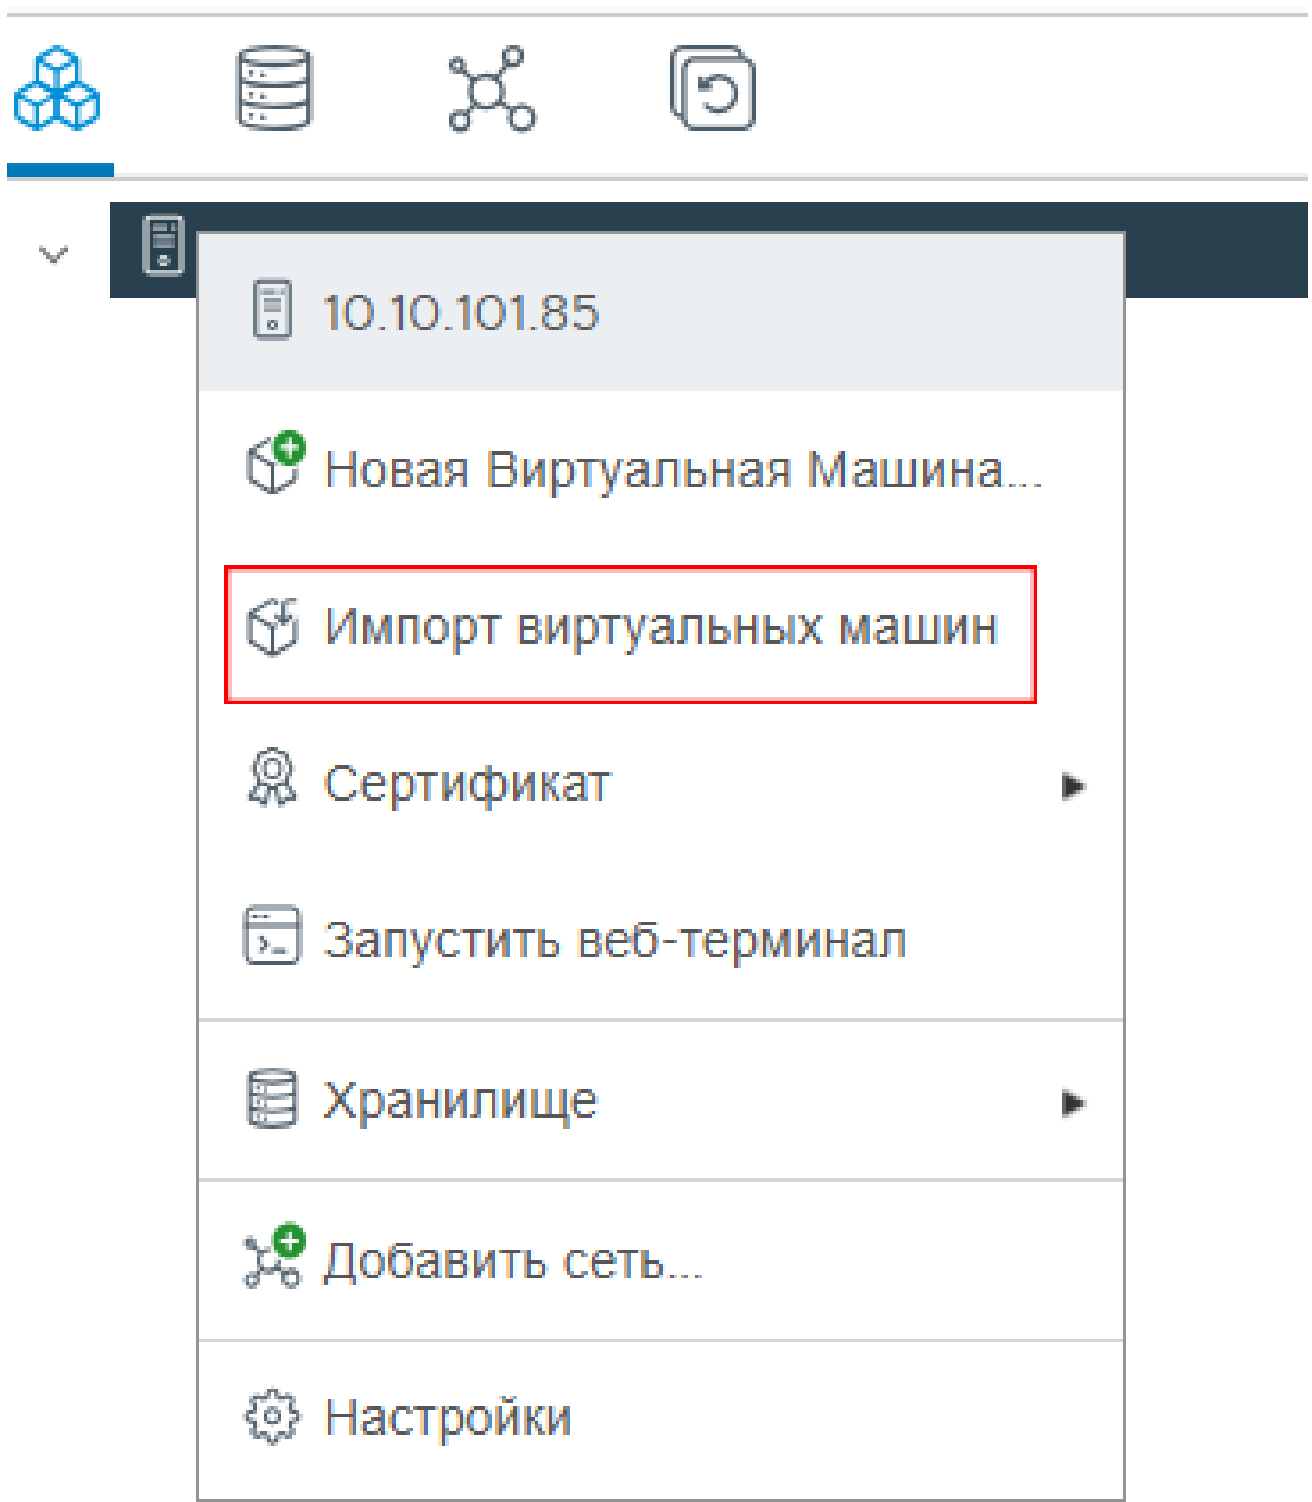 10.10.101.85
Новая Виртуальная Машина...
Импорт виртуальных машин
Сертификат
Запустить веб-терминал
Хранилище
Добавить сеть...
Настройки